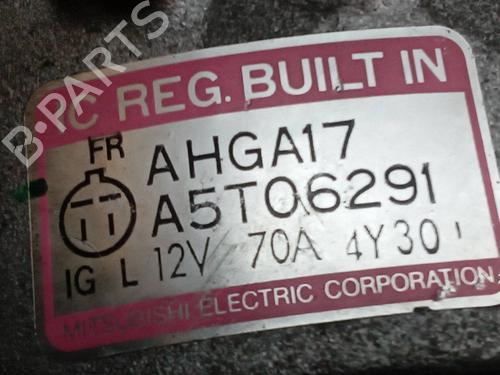 B-PARTS
IC REG. BUILT IN
FR
AHGA17
A5T06291
IG L 12V 70A 4Y30
MITSUBISHI ELECTRIC CORPORATION